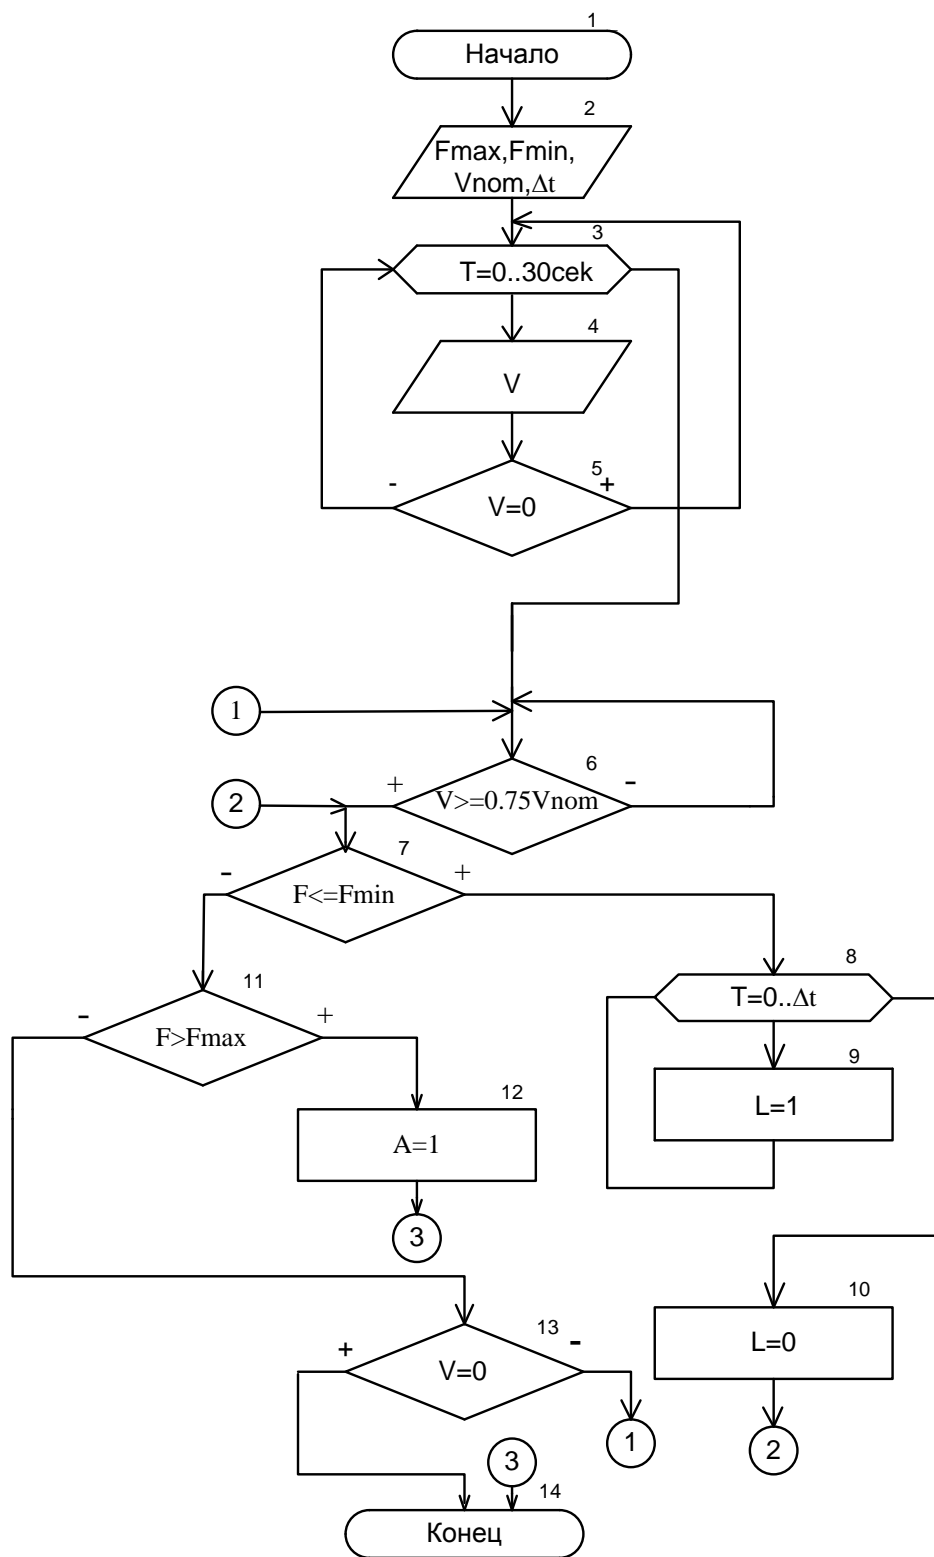 1
Начало
2
Fmax,Fmin,
Vnom,Δt
3
T=0..30cek
4
V
5
- +
V=0
1
6
+ -
V>=0.75Vnom
2
7
- +
F<=Fmin
8
T=0..Δt
11
- +
F>Fmax
9
L=1
12
A=1
3
10
L=0
13
+ -
V=0
1
2
3
14
Конец